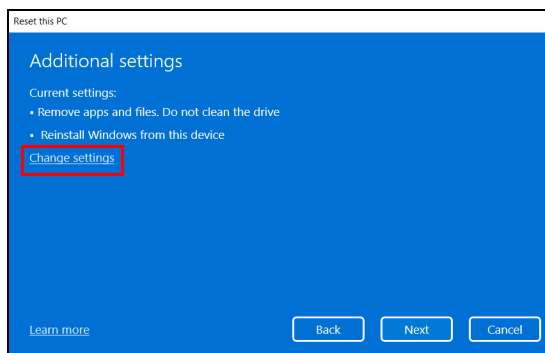 Reset this PC
Additional settings
Current settings:
• Remove apps and files. Do not clean the drive
• Reinstall Windows from this device
Change settings
Learn more
Back
Next
Cancel